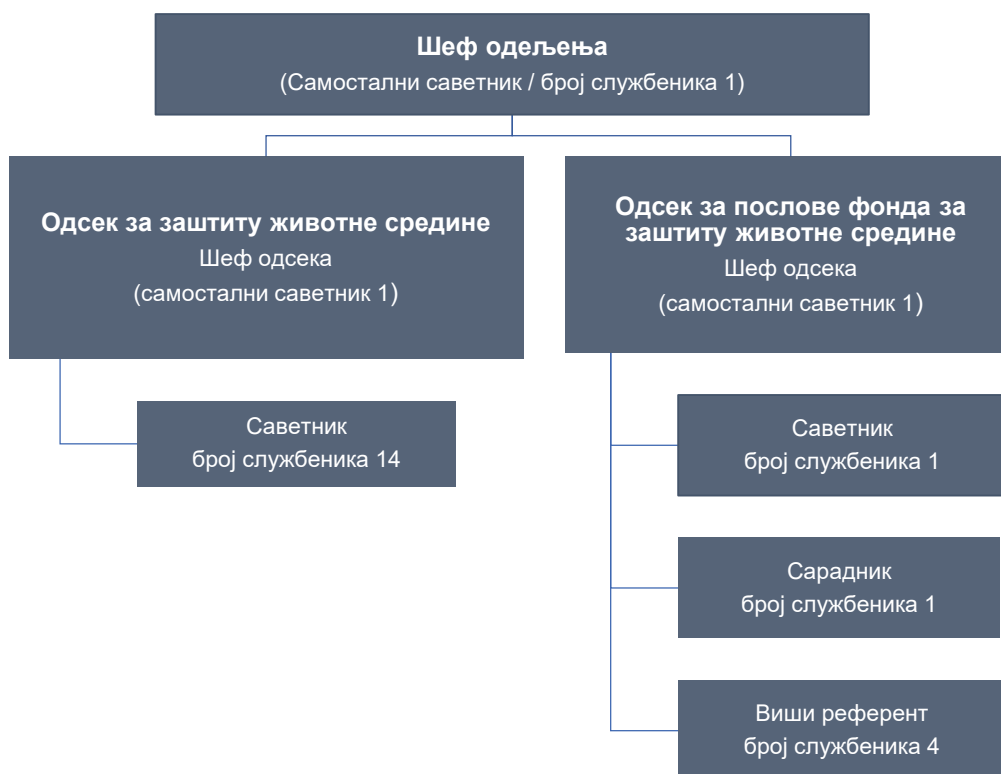 Шеф одељења
(Самостални саветник / број службеника 1)
Одсек за заштиту животне средине
Шеф одсека
(самостални саветник 1)
Одсек за послове фонда за
заштиту животне средине
Шеф одсека
(самостални саветник 1)
Саветник
број службеника 14
Саветник
број службеника 1
Сарадник
број службеника 1
Виши референт
број службеника 4